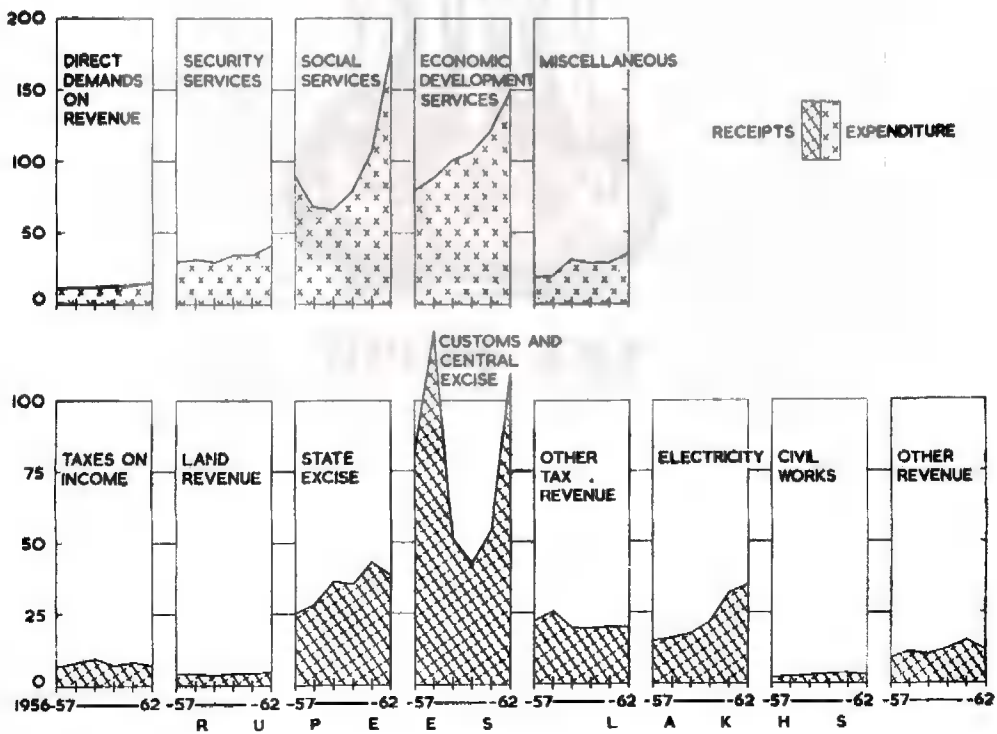 200
150
100
50
0
DIRECT
DEMANDS
ON
REVENUE
SECURITY
SERVICES
SOCIAL
SERVICES
ECONOMIC
DEVELOPMENT
SERVICES
MISCELLANEOUS
RECEIPTS
EXPENDITURE
100
75
50
25
0
TAXES ON
INCOME
LAND
REVENUE
STATE
EXCISE
CUSTOMS AND
CENTRAL
EXCISE
OTHER
TAX .
REVENUE
ELECTRICITY
CIVIL
WORKS
OTHER
REVENUE
1956-57 -62 -57 -62 -57 -62 -57 -62 -57 -62 -57 -62 -57 -62 -57 -62
R U P E E S L A K H S